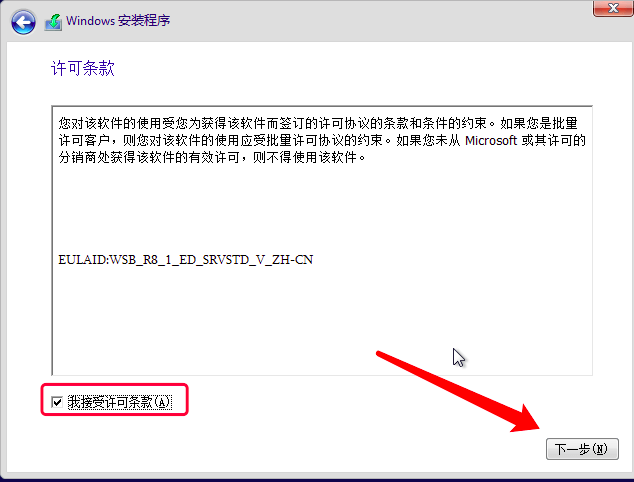 Windows 安装程序
许可条款
您对该软件的使用受您为获得该软件而签订的许可协议的条款和条件的约束。如果您是批量
许可客户，则您对该软件的使用应受批量许可协议的约束。如果您未从 Microsoft 或其许可的
分销商处获得该软件的有效许可，则不得使用该软件。
EULAID:WSB_R8_1_ED_SRVSTD_V_ZH-CN
我接受许可条款(A)
下一步(N)